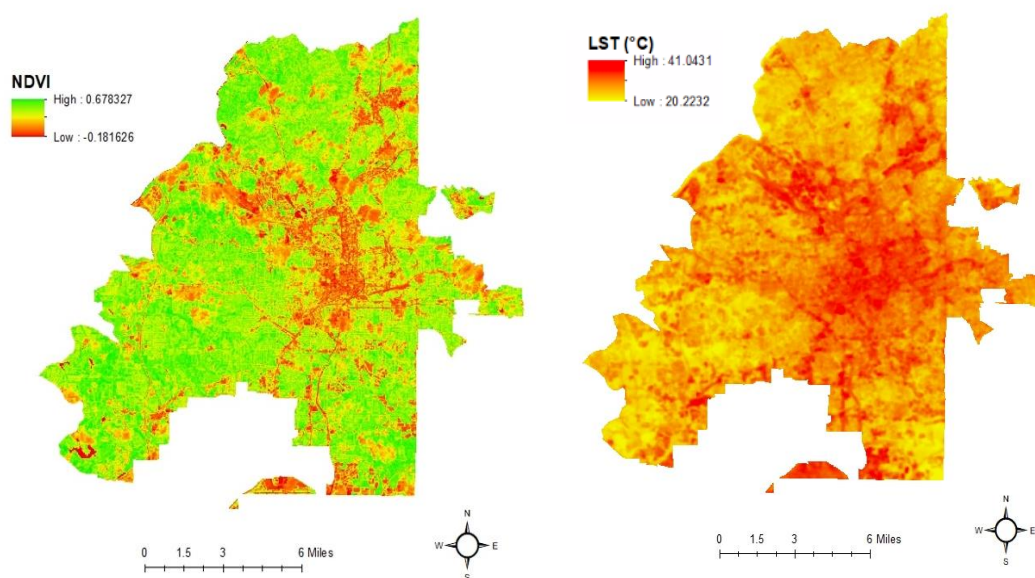 NDVI
High : 0.678327
Low : -0.181626
N
W E
S
0 1.5 3 6 Miles
LST (°C)
High : 41.0431
Low : 20.2232
N
W E
S
0 1.5 3 6 Miles